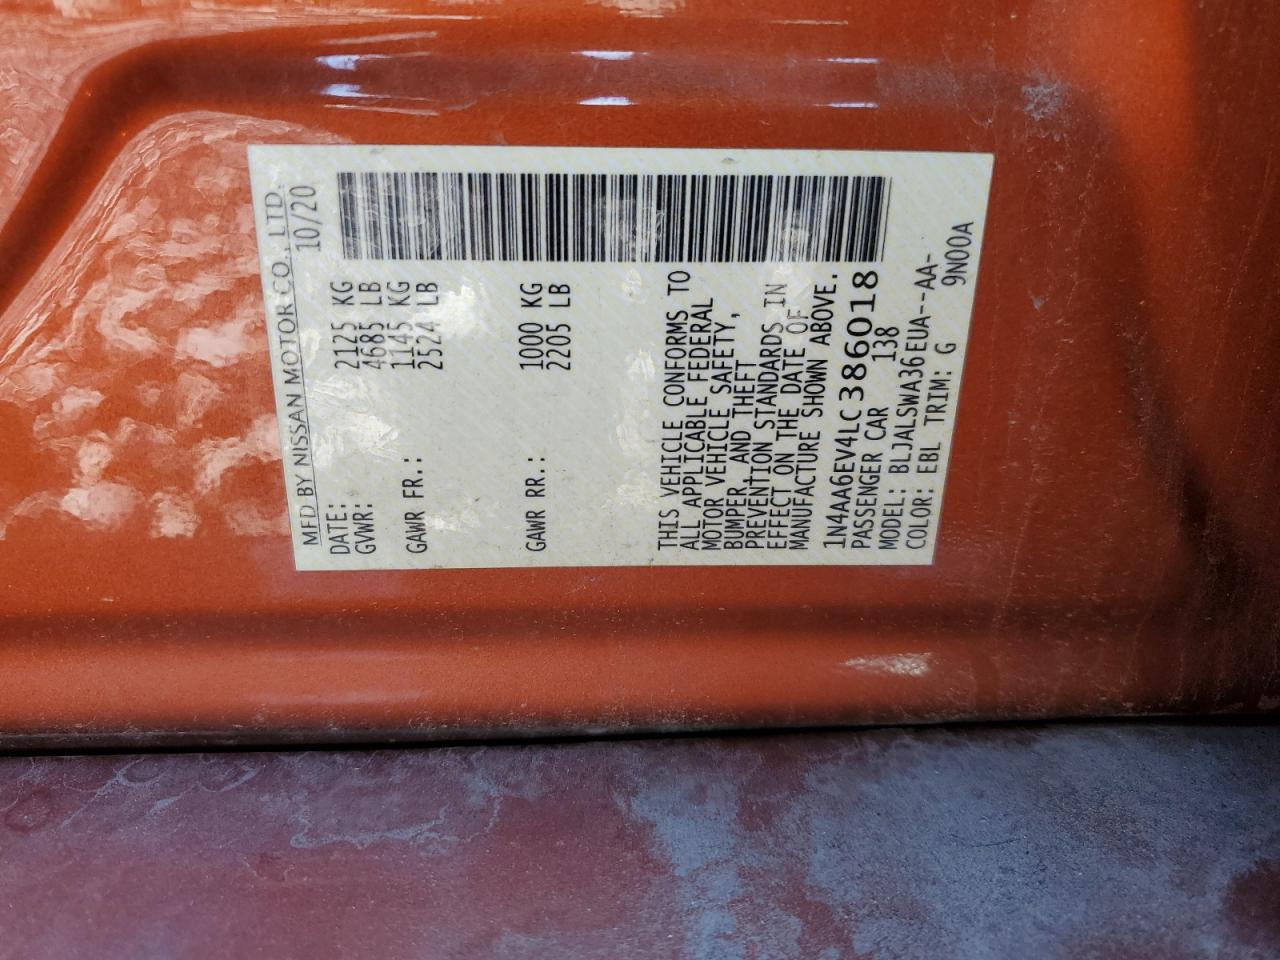 MFD BY NISSAN MOTOR CO., LTD.
DATE: 10/20
GVWR: 2125 KG
4685 LB
GAWR FR.: 1145 KG
2524 LB
GAWR RR.: 1000 KG
2205 LB
THIS VEHICLE CONFORMS TO
ALL APPLICABLE FEDERAL
MOTOR VEHICLE SAFETY,
BUMPER, AND THEFT
PREVENTION STANDARDS IN
EFFECT ON THE DATE OF
MANUFACTURE SHOWN ABOVE.
1N4AA6EV4LC386018
PASSENGER CAR 138
MODEL: BLJALSWA36EUA--AA-
COLOR: EBL TRIM: G 9N00A